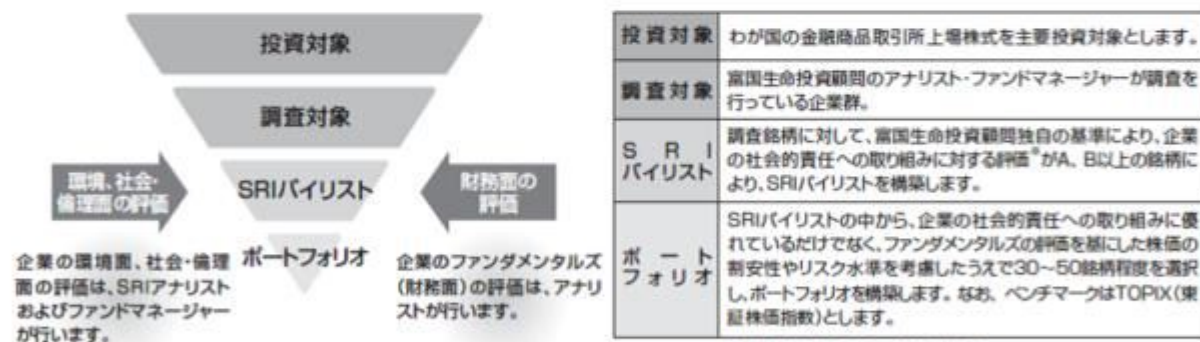 投資対象
調査対象
SRIバイリスト
ポートフォリオ
環境、社会・
倫理面の評価
財務面の
評価
企業の環境面、社会・倫理
面の評価は、SRIアナリスト
およびファンドマネージャー
が行います。
企業のファンダメンタルズ
(財務面)の評価は、アナリ
ストが行います。
投資対象
わが国の金融商品取引所上場株式を主要投資対象とします。
調査対象
富国生命投資顧問のアナリスト・ファンドマネージャーが調査を
行っている企業群。
SRI
バイリスト
調査銘柄に対して、富国生命投資顧問独自の基準により、企業
の社会的責任への取り組みに対する評価※がA、B以上の銘柄に
より、SRIバイリストを構築します。
ポート
フォリオ
SRIバイリストの中から、企業の社会的責任への取り組みに優
れているだけでなく、ファンダメンタルズの評価を基にした株価の
割安性やリスク水準を考慮したうえで30～50銘柄程度を選択
し、ポートフォリオを構築します。なお、ベンチマークはTOPIX(東
証株価指数)とします。